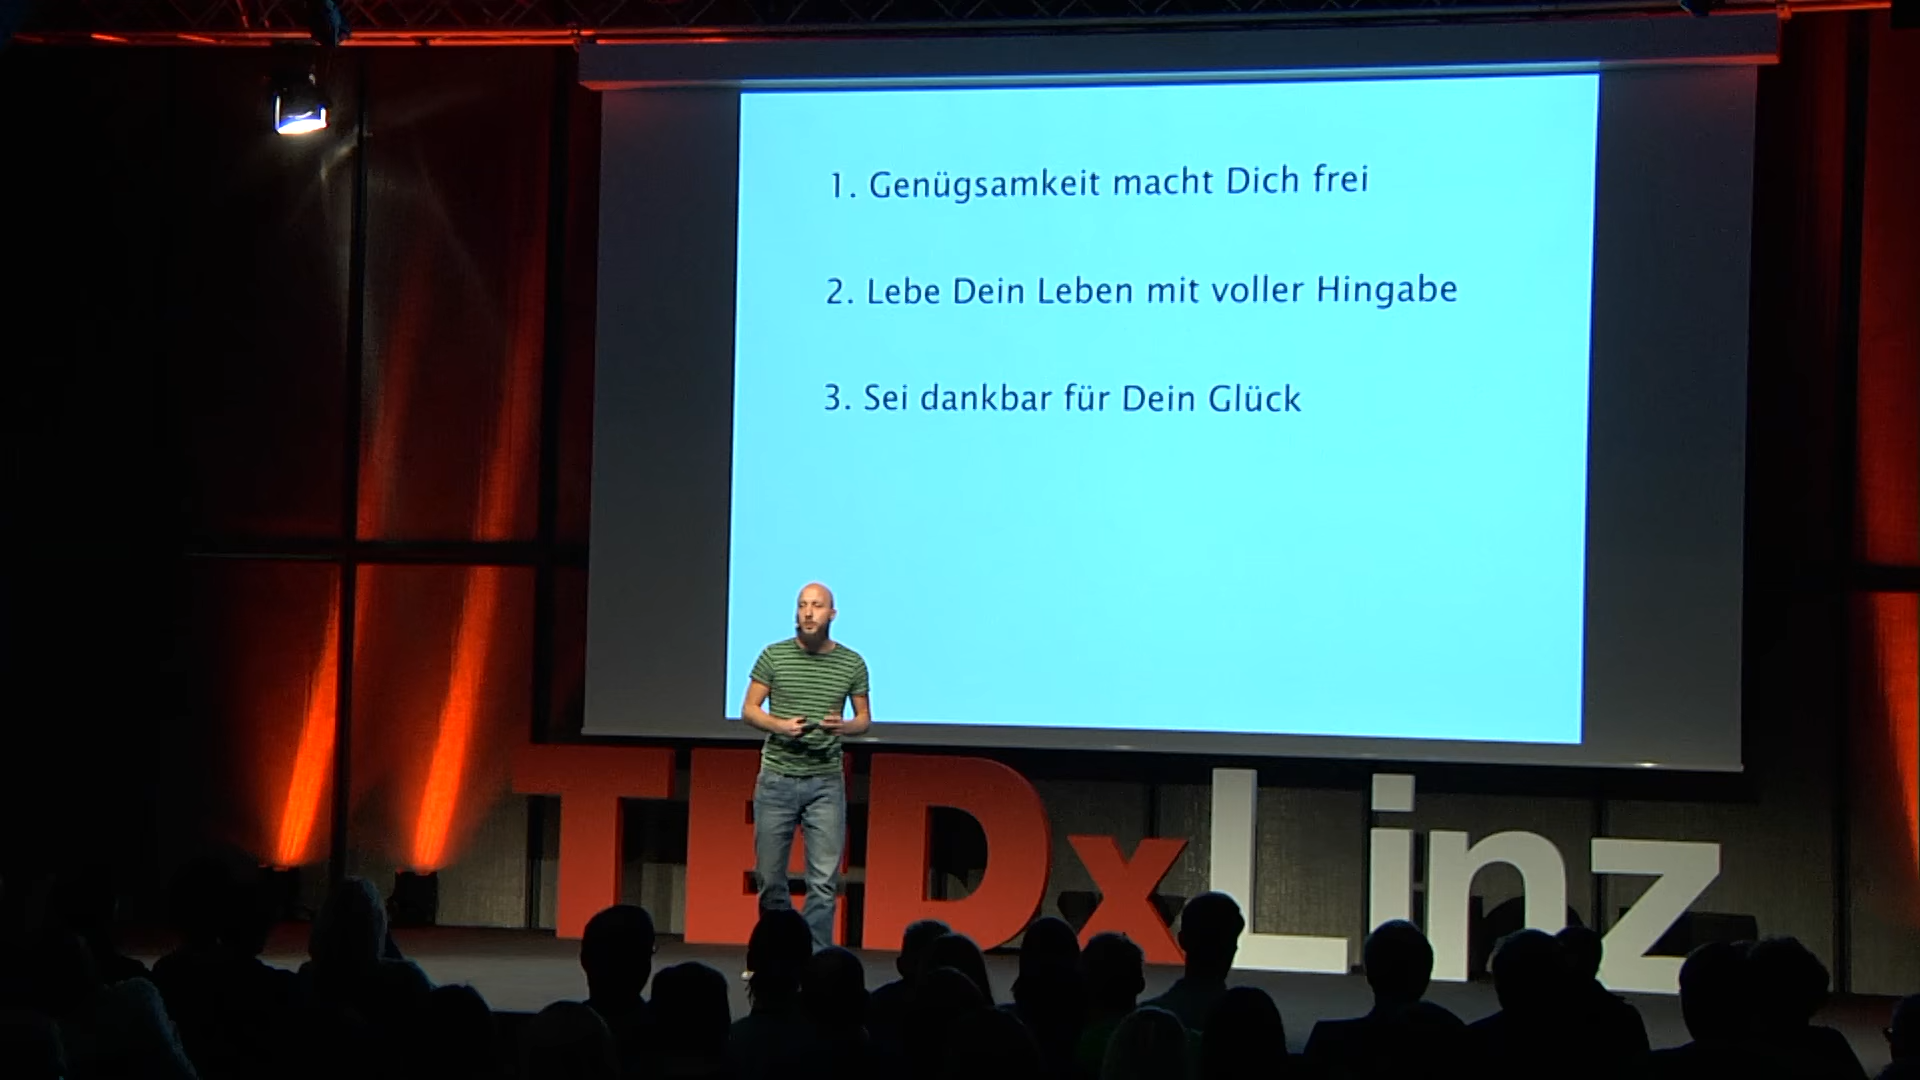 1. Genügsamkeit macht Dich frei
2. Lebe Dein Leben mit voller Hingabe
3. Sei dankbar für Dein Glück
TEDxLinz